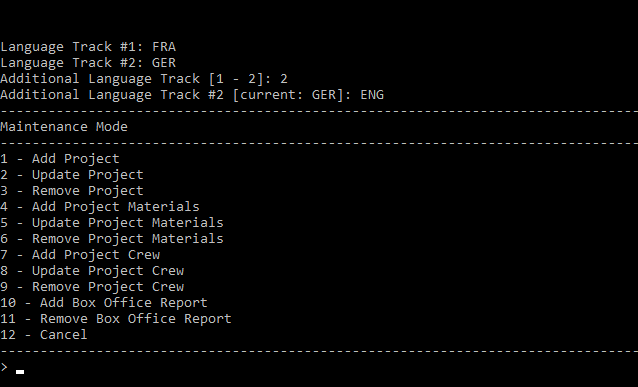 Language Track #1: FRA
Language Track #2: GER
Additional Language Track [1 - 2]: 2
Additional Language Track #2 [current: GER]: ENG
--------------------------------------------------------------------------------
Maintenance Mode
--------------------------------------------------------------------------------
1 - Add Project
2 - Update Project
3 - Remove Project
4 - Add Project Materials
5 - Update Project Materials
6 - Remove Project Materials
7 - Add Project Crew
8 - Update Project Crew
9 - Remove Project Crew
10 - Add Box Office Report
11 - Remove Box Office Report
12 - Cancel
--------------------------------------------------------------------------------
> _